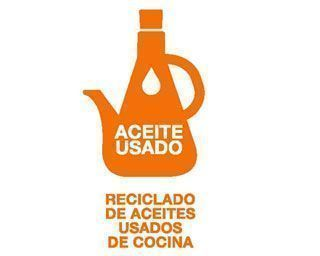 ACEITE
USADO
RECICLADO
DE ACEITES
USADOS
DE COCINA